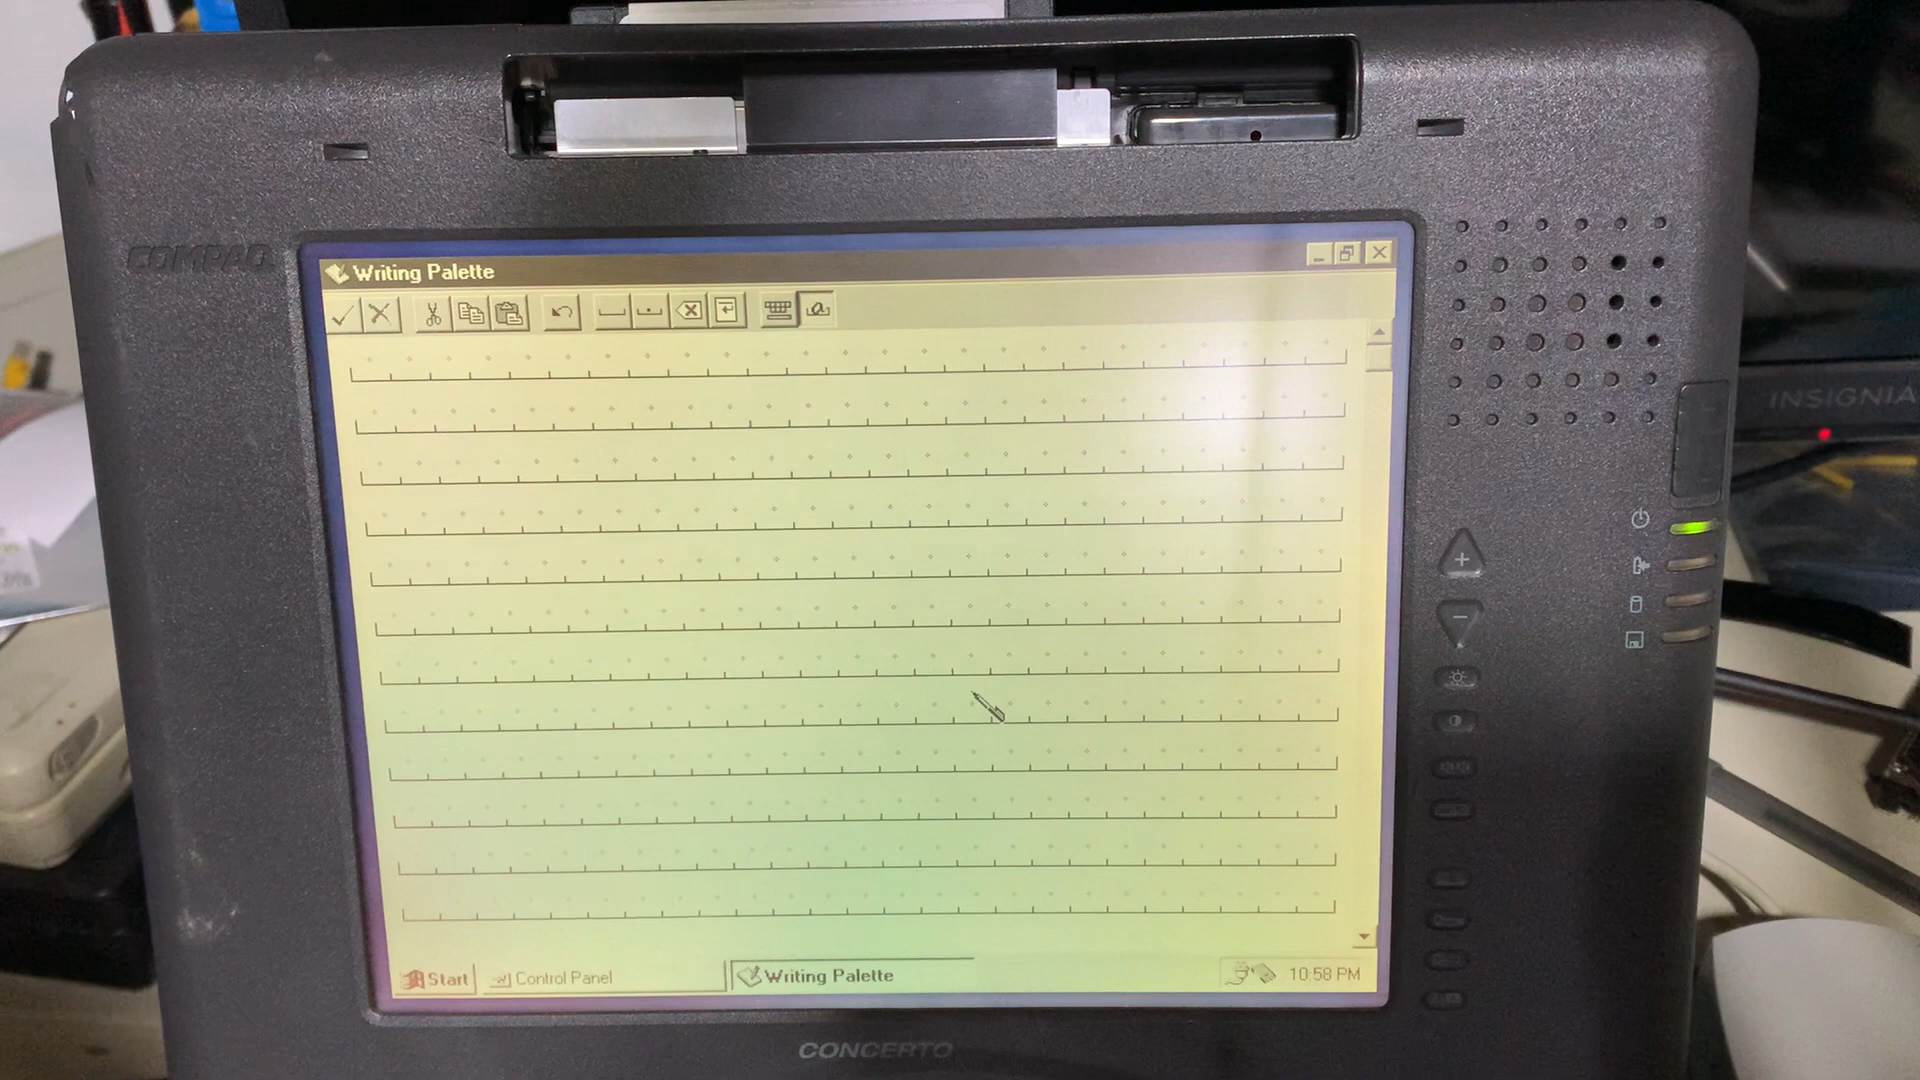 COMPAQ
Writing Palette
INSIGNIA
Start
Control Panel
Writing Palette
10:58 PM
CONCERTO